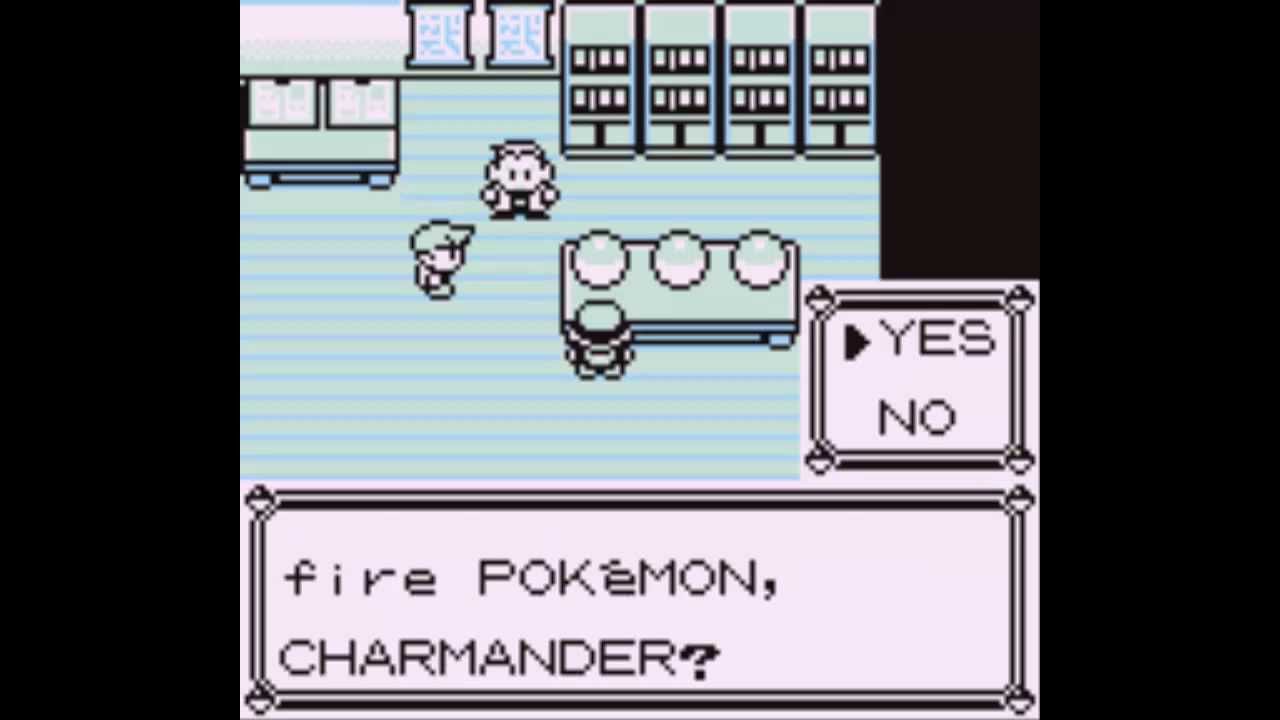 ▶YES
NO
fire POKéMON,
CHARMANDER?